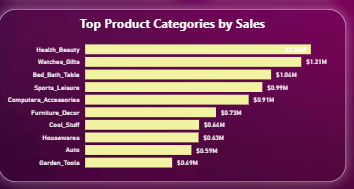 Top Product Categories by Sales
Health_Beauty
Watches_Gifts $1.21M
Bed_Bath_Table $1.04M
Sports_Leisure $0.99M
Computers_Accessories $0.91M
Furniture_Decor $0.73M
Cool_Stuff $0.64M
Housewares $0.63M
Auto $0.59M
Garden_Tools $0.49M